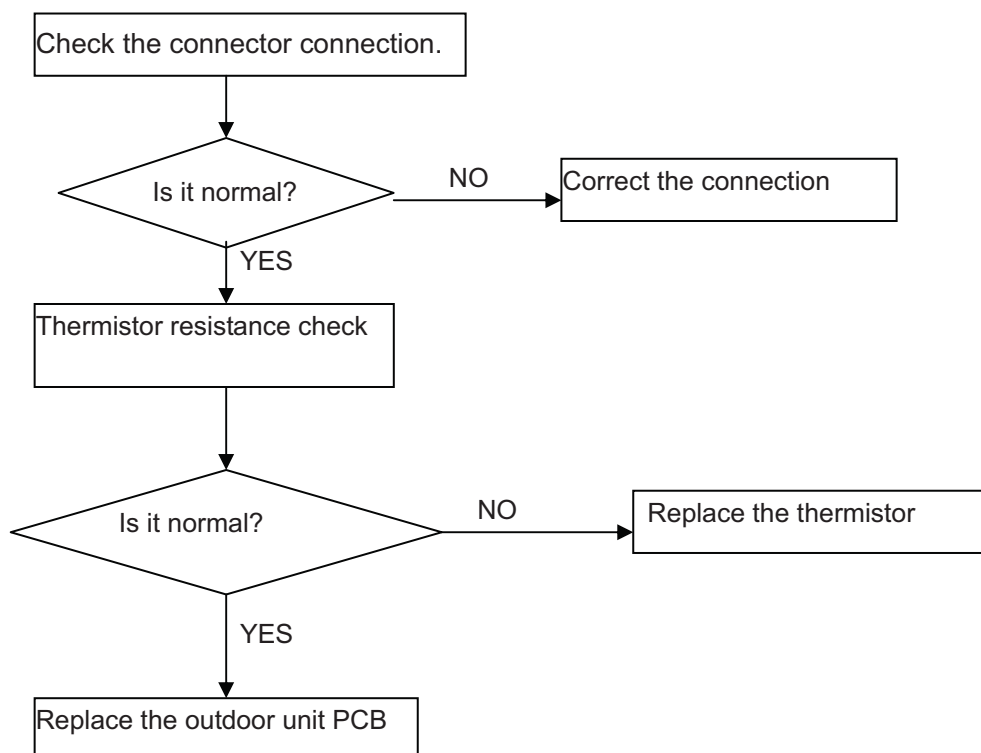 Check the connector connection.
Is it normal?
NO
Correct the connection
YES
Thermistor resistance check
Is it normal?
NO
Replace the thermistor
YES
Replace the outdoor unit PCB